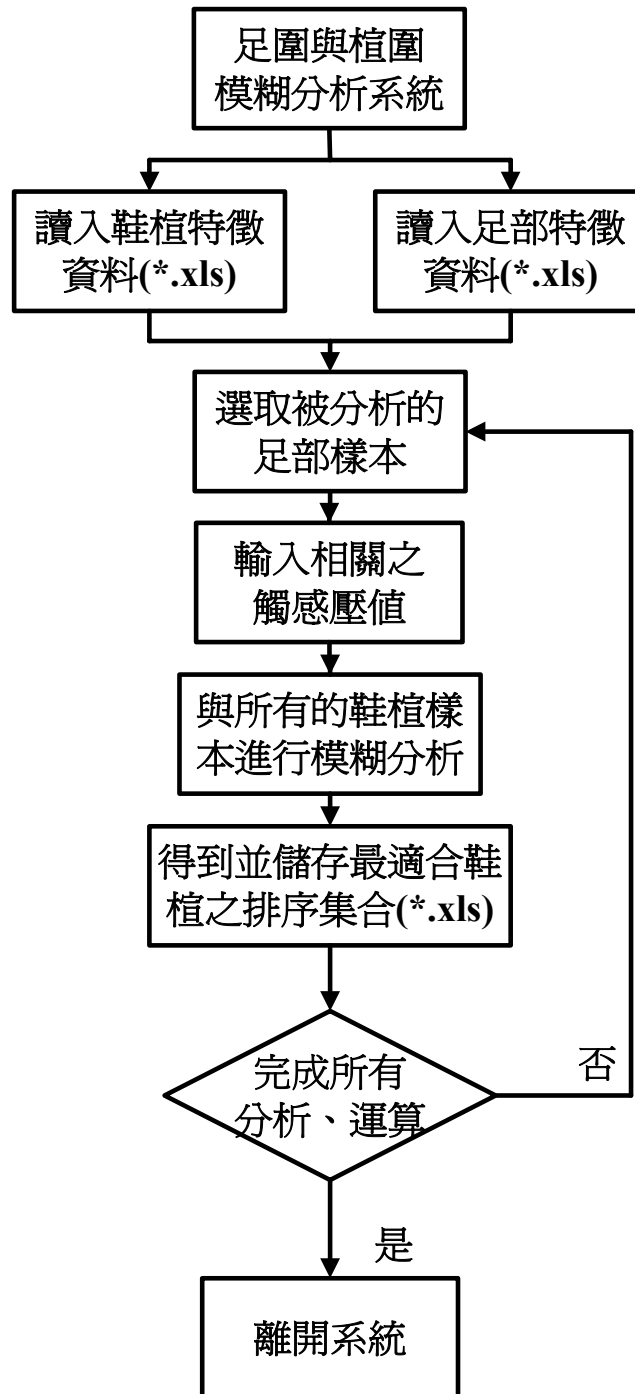 足圍與楦圍
模糊分析系統
讀入鞋楦特徵
資料(*.xls)
讀入足部特徵
資料(*.xls)
選取被分析的
足部樣本
輸入相關之
觸感壓值
與所有的鞋楦樣
本進行模糊分析
得到並儲存最適合鞋
楦之排序集合(*.xls)
完成所有
分析、運算
否
是
離開系統